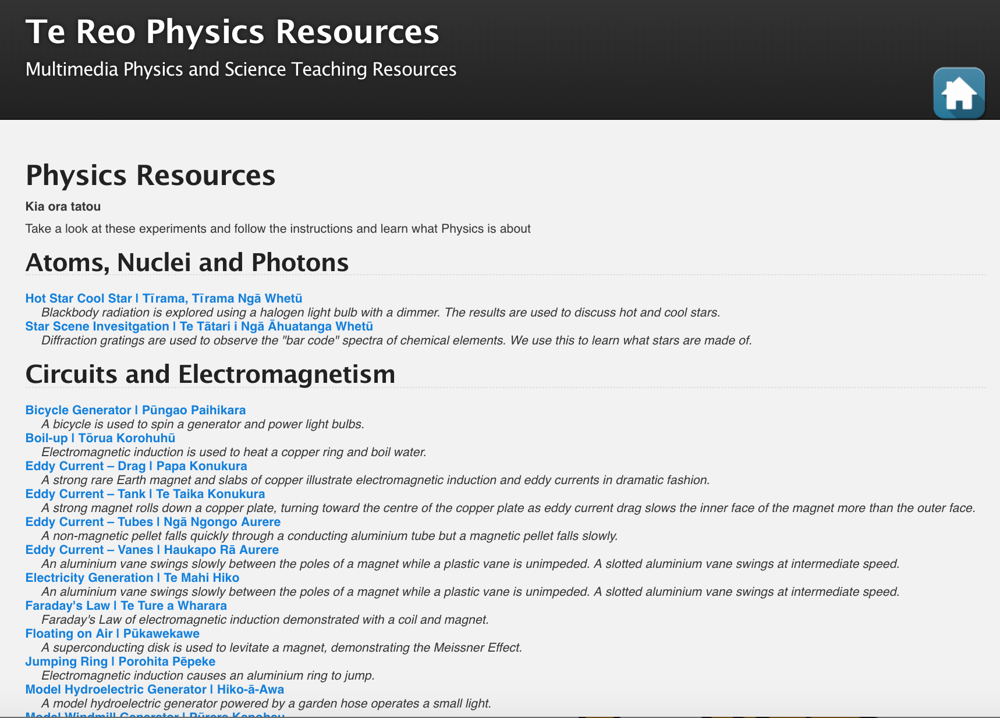 Te Reo Physics Resources
Multimedia Physics and Science Teaching Resources
Physics Resources
Kia ora tatou
Take a look at these experiments and follow the instructions and learn what Physics is about
Atoms, Nuclei and Photons
Hot Star Cool Star | Tīrama, Tīrama Ngā Whetū
Blackbody radiation is explored using a halogen light bulb with a dimmer. The results are used to discuss hot and cool stars.
Star Scene Invesitgation | Te Tātari i Ngā Āhuatanga Whetū
Diffraction gratings are used to observe the "bar code" spectra of chemical elements. We use this to learn what stars are made of.
Circuits and Electromagnetism
Bicycle Generator | Pūngao Paihikara
A bicycle is used to spin a generator and power light bulbs.
Boil-up | Tōrua Korohuhū
Electromagnetic induction is used to heat a copper ring and boil water.
Eddy Current – Drag | Papa Konukura
A strong rare Earth magnet and slabs of copper illustrate electromagnetic induction and eddy currents in dramatic fashion.
Eddy Current – Tank | Te Taika Konukura
A strong magnet rolls down a copper plate, turning toward the centre of the copper plate as eddy current drag slows the inner face of the magnet more than the outer face.
Eddy Current – Tubes | Ngā Ngongo Aurere
A non-magnetic pellet falls quickly through a conducting aluminium tube but a magnetic pellet falls slowly.
Eddy Current – Vanes | Haukapo Rā Aurere
An aluminium vane swings slowly between the poles of a magnet while a plastic vane is unimpeded. A slotted aluminium vane swings at intermediate speed.
Electricity Generation | Te Mahi Hiko
An aluminium vane swings slowly between the poles of a magnet while a plastic vane is unimpeded. A slotted aluminium vane swings at intermediate speed.
Faraday's Law | Te Ture a Wharara
Faraday's Law of electromagnetic induction demonstrated with a coil and magnet.
Floating on Air | Pūkawekawe
A superconducting disk is used to levitate a magnet, demonstrating the Meissner Effect.
Jumping Ring | Porohita Pēpeke
Electromagnetic induction causes an aluminium ring to jump.
Model Hydroelectric Generator | Hiko-ā-Awa
A model hydroelectric generator powered by a garden hose operates a small light.
Model Windmill Generator |